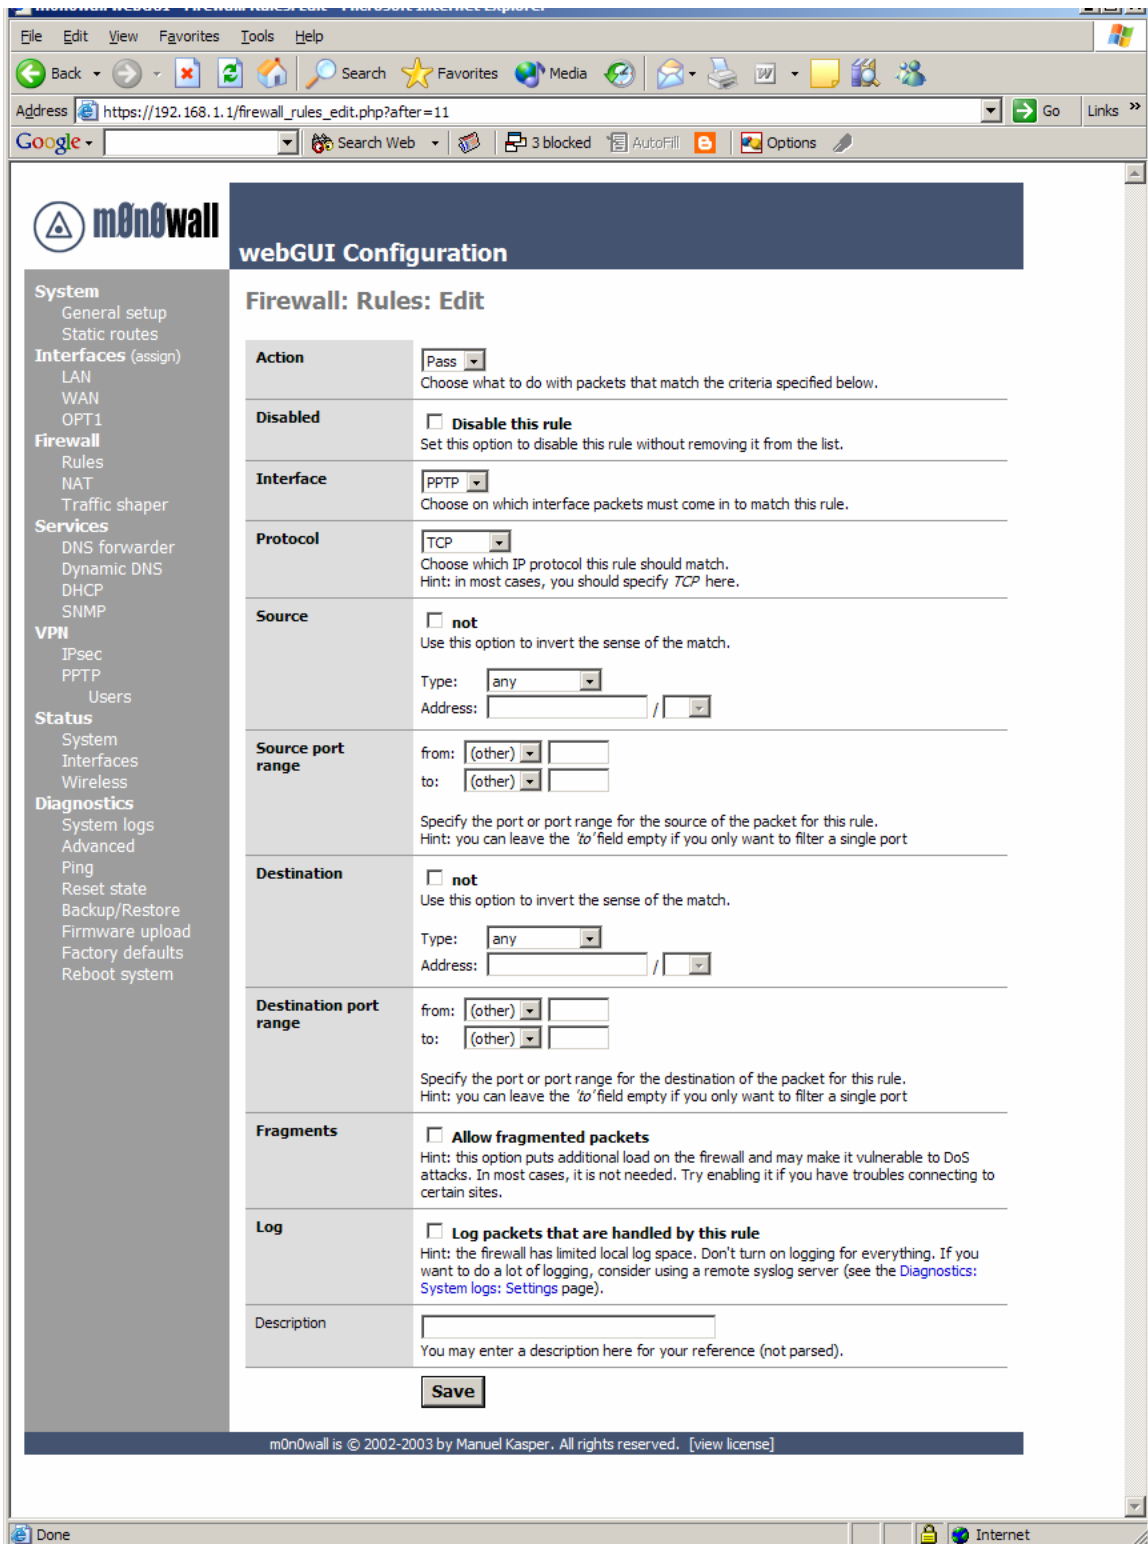 m0n0wall webGUI - Firewall: Rules: Edit - Microsoft Internet Explorer
File Edit View Favorites Tools Help
Back Search Favorites Media
Address https://192.168.1.1/firewall_rules_edit.php?after=11 Go Links »
Google Search Web 3 blocked AutoFill Options
m0n0wall
webGUI Configuration
System
General setup
Static routes
Interfaces (assign)
LAN
WAN
OPT1
Firewall
Rules
NAT
Traffic shaper
Services
DNS forwarder
Dynamic DNS
DHCP
SNMP
VPN
IPsec
PPTP
Users
Status
System
Interfaces
Wireless
Diagnostics
System logs
Advanced
Ping
Reset state
Backup/Restore
Firmware upload
Factory defaults
Reboot system
Firewall: Rules: Edit
Action
Pass
Choose what to do with packets that match the criteria specified below.
Disabled
Disable this rule
Set this option to disable this rule without removing it from the list.
Interface
PPTP
Choose on which interface packets must come in to match this rule.
Protocol
TCP
Choose which IP protocol this rule should match.
Hint: in most cases, you should specify TCP here.
Source
not
Use this option to invert the sense of the match.
Type: any
Address: /
Source port
range
from: (other)
to: (other)
Specify the port or port range for the source of the packet for this rule.
Hint: you can leave the 'to' field empty if you only want to filter a single port
Destination
not
Use this option to invert the sense of the match.
Type: any
Address: /
Destination port
range
from: (other)
to: (other)
Specify the port or port range for the destination of the packet for this rule.
Hint: you can leave the 'to' field empty if you only want to filter a single port
Fragments
Allow fragmented packets
Hint: this option puts additional load on the firewall and may make it vulnerable to DoS
attacks. In most cases, it is not needed. Try enabling it if you have troubles connecting to
certain sites.
Log
Log packets that are handled by this rule
Hint: the firewall has limited local log space. Don't turn on logging for everything. If you
want to do a lot of logging, consider using a remote syslog server (see the Diagnostics:
System logs: Settings page).
Description
You may enter a description here for your reference (not parsed).
Save
m0n0wall is © 2002-2003 by Manuel Kasper. All rights reserved. [view license]
Done Internet